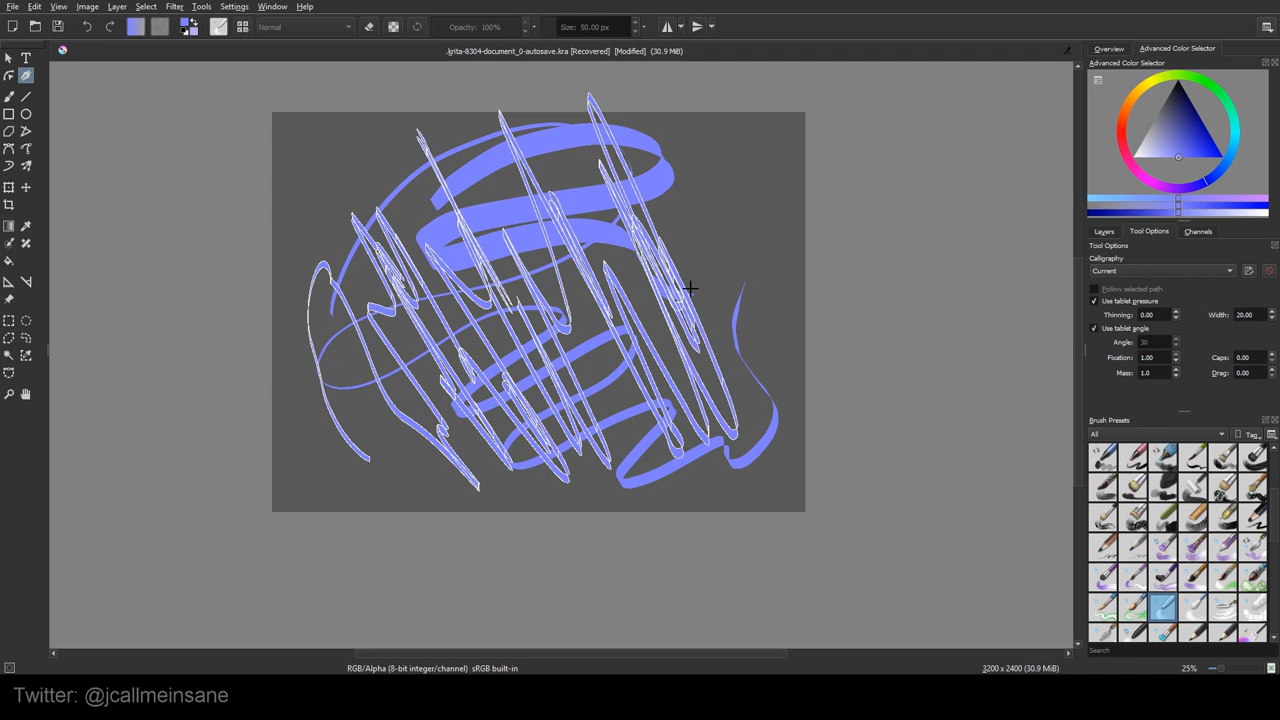 File Edit View Image Layer Select Filter Tools Settings Window Help
Normal Opacity: 100% Size: 50.00 px
.krita-8304-document_0-autosave.kra [Recovered] [Modified] (30.9 MiB)
Overview Advanced Color Selector
Advanced Color Selector
Layers Tool Options Channels
Tool Options
Calligraphy
Current
Follow selected path
Use tablet pressure
Thinning: 0.00 Width: 20.00
Use tablet angle
Angle: 30
Fixation: 1.00 Caps: 0.00
Mass: 1.0 Drag: 0.00
Brush Presets
All Tag
Search
RGB/Alpha (8-bit integer/channel) sRGB built-in 3200 x 2400 (30.9 MiB) 25%
Twitter: @jcallmeinsane